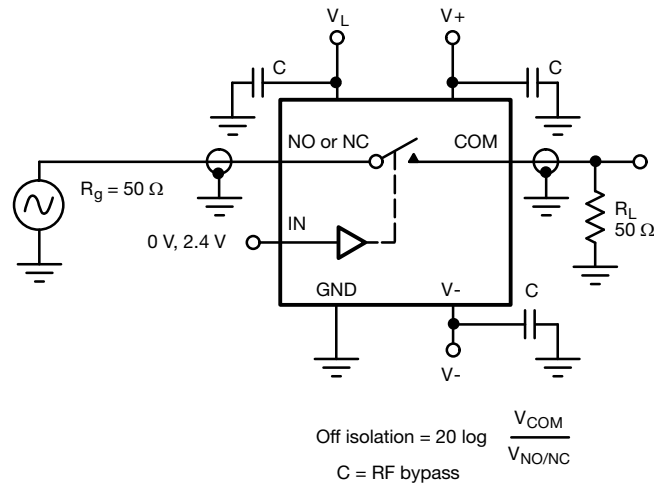 V_L
V+
C
C
NO or NC
COM
R_g = 50 Ω
R_L
50 Ω
IN
0 V, 2.4 V
GND
V-
C
V-
Off isolation = 20 log V_COM / V_NO/NC
C = RF bypass